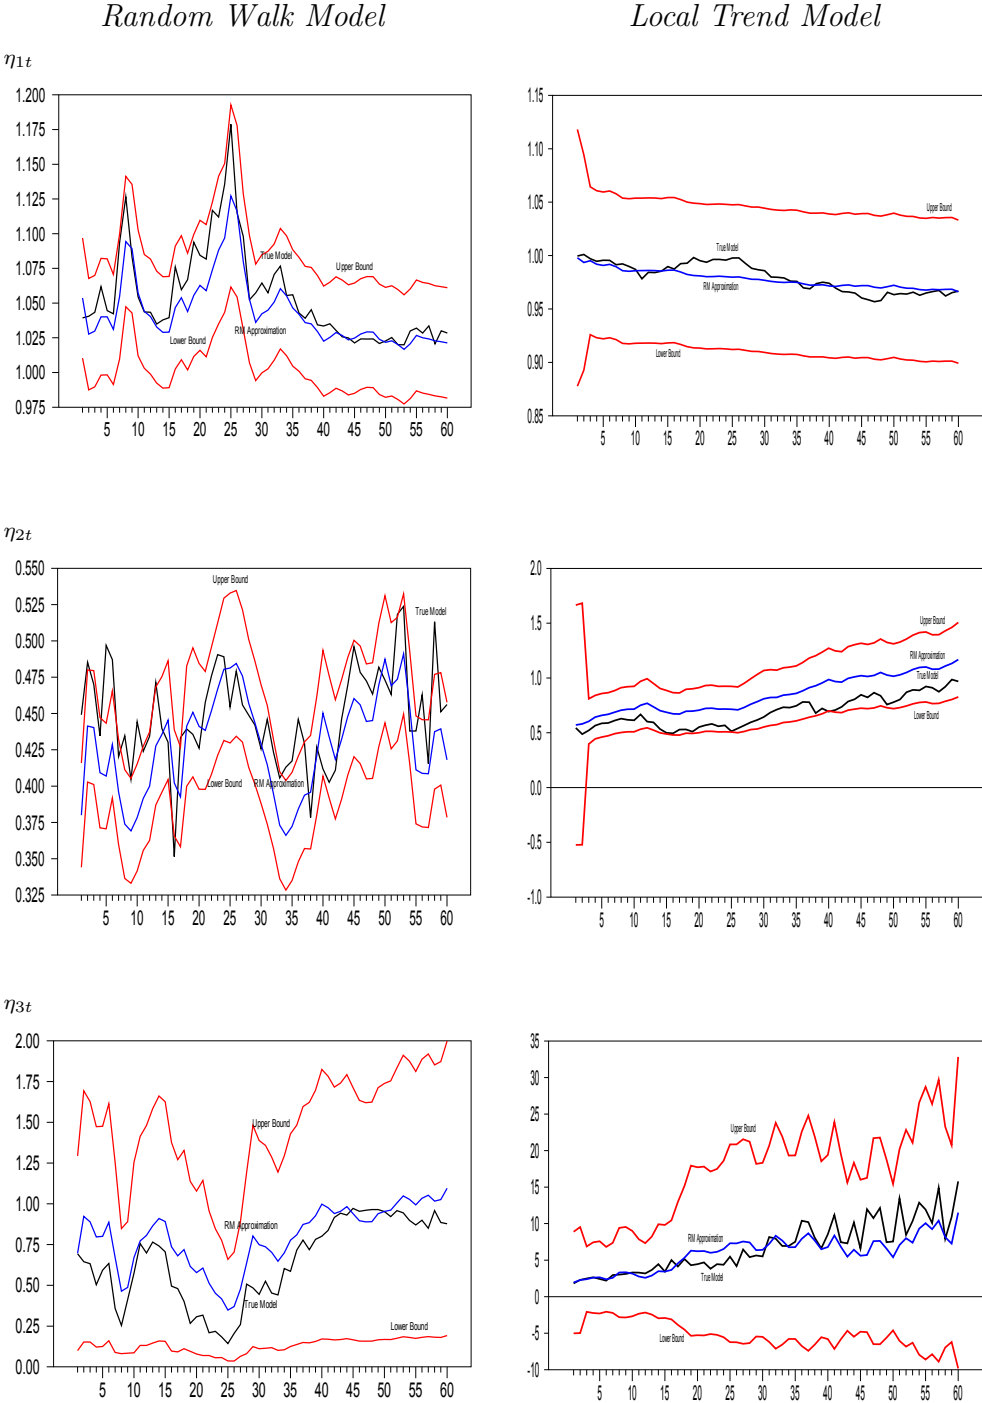 Random Walk Model
Local Trend Model
η1t
1.200
1.175
1.150
1.125
1.100
1.075
1.050
1.025
1.000
0.975
True Model
Upper Bound
Lower Bound
RM Approximation
5 10 15 20 25 30 35 40 45 50 55 60
1.15
1.10
1.05
1.00
0.95
0.90
0.85
Upper Bound
True Model
RM Approximation
Lower Bound
5 10 15 20 25 30 35 40 45 50 55 60
η2t
0.550
0.525
0.500
0.475
0.450
0.425
0.400
0.375
0.350
0.325
Upper Bound
True Model
Lower Bound
RM Approximation
5 10 15 20 25 30 35 40 45 50 55 60
2.0
1.5
1.0
0.5
0.0
-0.5
-1.0
Upper Bound
RM Approximation
True Model
Lower Bound
5 10 15 20 25 30 35 40 45 50 55 60
η3t
2.00
1.75
1.50
1.25
1.00
0.75
0.50
0.25
0.00
Upper Bound
RM Approximation
True Model
Lower Bound
5 10 15 20 25 30 35 40 45 50 55 60
35
30
25
20
15
10
5
0
-5
-10
Upper Bound
RM Approximation
True Model
Lower Bound
5 10 15 20 25 30 35 40 45 50 55 60